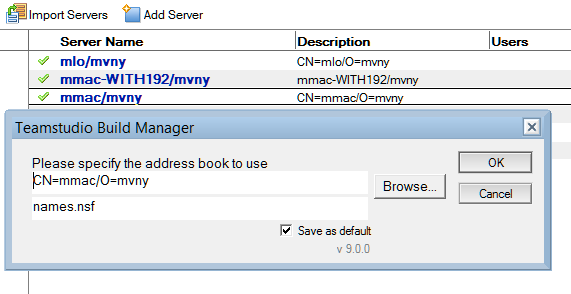 Import Servers Add Server
Server Name Description Users
mlo/mvny CN=mlo/O=mvny
mmac-WITH192/mvny mmac-WITH192/mvny
mmac/mvny CN=mmac/O=mvny
Teamstudio Build Manager
Please specify the address book to use
CN=mmac/O=mvny
names.nsf
OK
Browse...
Cancel
Save as default
v 9.0.0